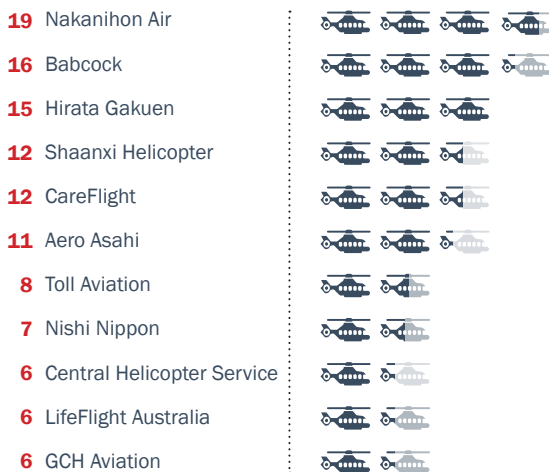 19 Nakanihon Air
16 Babcock
15 Hirata Gakuen
12 Shaanxi Helicopter
12 CareFlight
11 Aero Asahi
8 Toll Aviation
7 Nishi Nippon
6 Central Helicopter Service
6 LifeFlight Australia
6 GCH Aviation